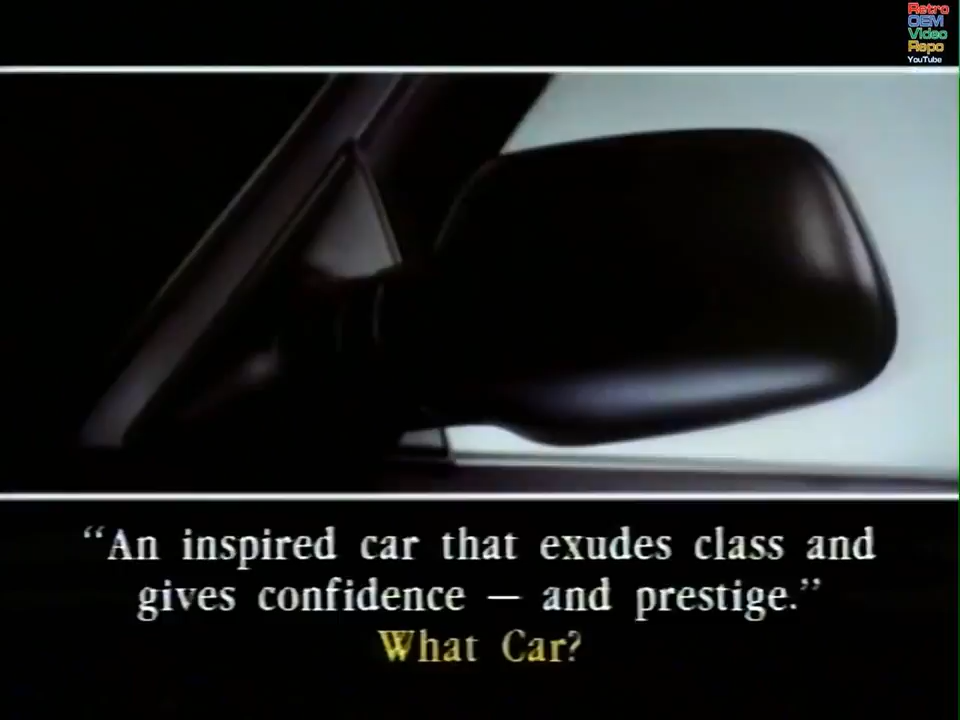 Retro
OEM
Video
Repo
YouTube
“An inspired car that exudes class and
gives confidence — and prestige.”
What Car?